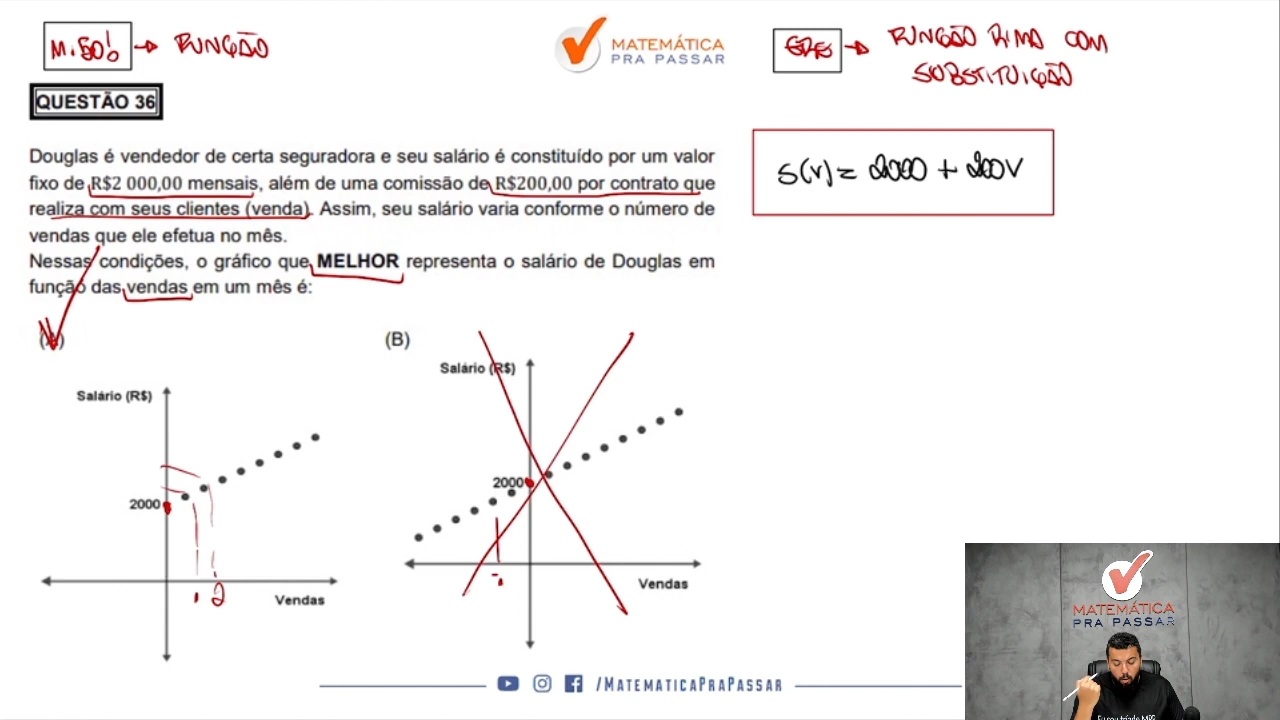 M.50!
FUNÇÃO
MATEMÁTICA
PRA PASSAR
FUNÇÃO RIMA COM
SUBSTITUIÇÃO
QUESTÃO 36
Douglas é vendedor de certa seguradora e seu salário é constituído por um valor
fixo de R$2 000,00 mensais, além de uma comissão de R$200,00 por contrato que
realiza com seus clientes (venda). Assim, seu salário varia conforme o número de
vendas que ele efetua no mês.
Nessas condições, o gráfico que MELHOR representa o salário de Douglas em
função das vendas em um mês é:
S(V) = 2000 + 200V
(A)
(B)
Salário (R$)
Salário (R$)
2000
2000
2
Vendas
Vendas
MATEMÁTICA
PRA PASSAR
/MATEMATICAPRAPASSAR